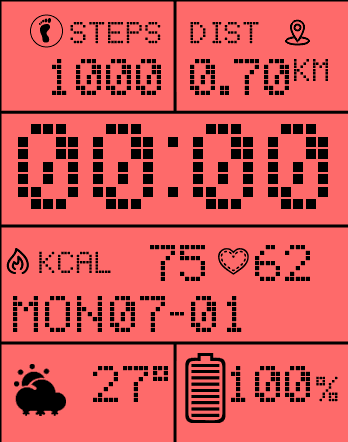 STEPS
1000
DIST
0.70KM
00:00
KCAL 75 62
MON07-01
27°
100%